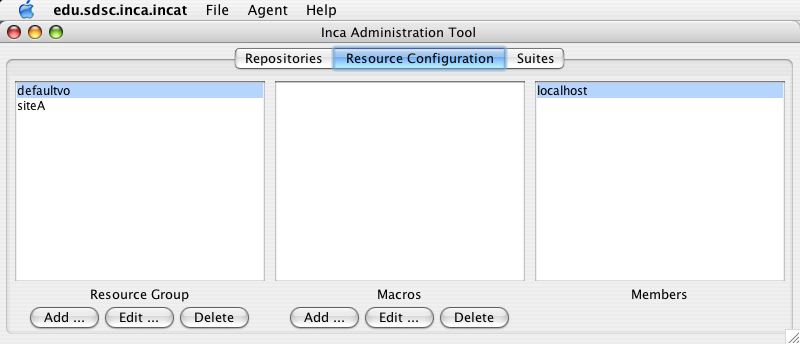 edu.sdsc.inca.incat File Agent Help
Inca Administration Tool
Repositories Resource Configuration Suites
defaultvo
siteA
localhost
Resource Group Macros Members
Add ... Edit ... Delete Add ... Edit ... Delete